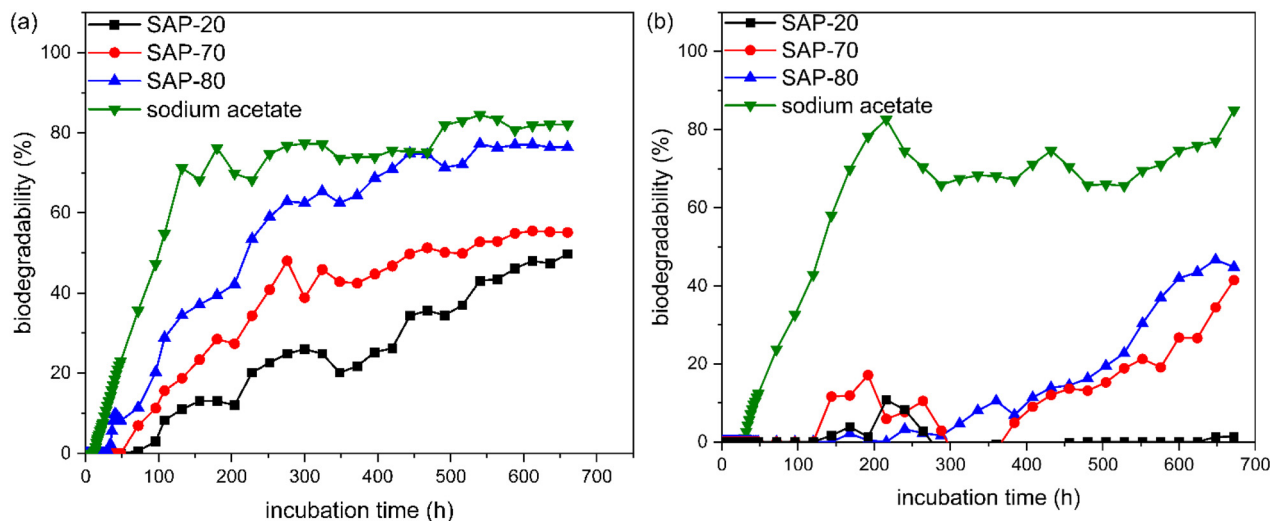 (a)
SAP-20
SAP-70
SAP-80
sodium acetate
100
80
60
40
20
0
biodegradability (%)
0 100 200 300 400 500 600 700
incubation time (h)
(b)
SAP-20
SAP-70
SAP-80
sodium acetate
100
80
60
40
20
0
biodegradability (%)
0 100 200 300 400 500 600 700
incubation time (h)